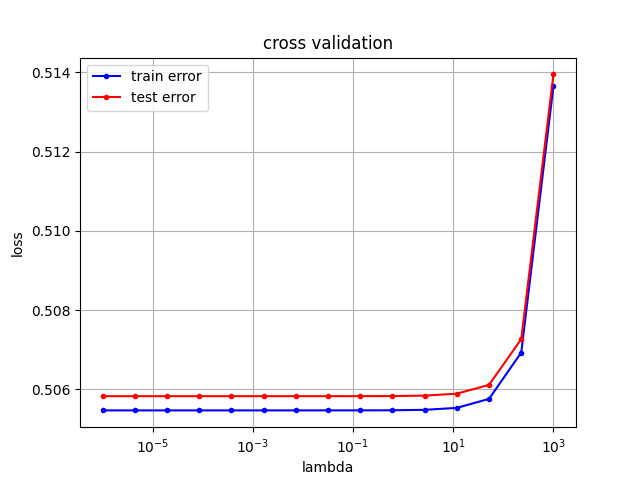 cross validation
train error
test error
0.514
0.512
0.510
0.508
0.506
loss
10⁻⁵
10⁻³
10⁻¹
10¹
10³
lambda